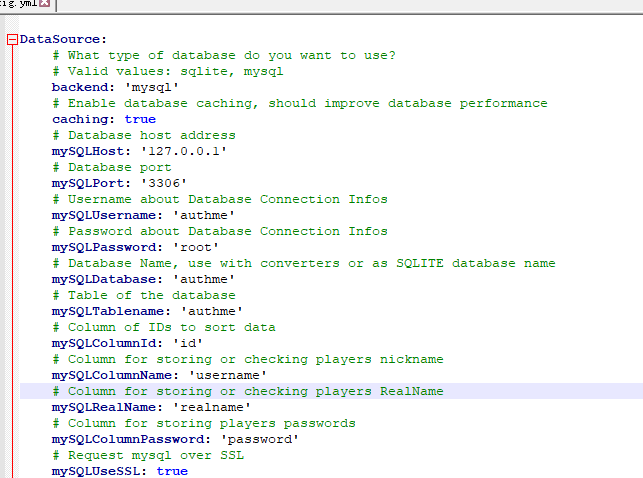 ig.yml
DataSource:
# What type of database do you want to use?
# Valid values: sqlite, mysql
backend: 'mysql'
# Enable database caching, should improve database performance
caching: true
# Database host address
mySQLHost: '127.0.0.1'
# Database port
mySQLPort: '3306'
# Username about Database Connection Infos
mySQLUsername: 'authme'
# Password about Database Connection Infos
mySQLPassword: 'root'
# Database Name, use with converters or as SQLITE database name
mySQLDatabase: 'authme'
# Table of the database
mySQLTablename: 'authme'
# Column of IDs to sort data
mySQLColumnId: 'id'
# Column for storing or checking players nickname
mySQLColumnName: 'username'
# Column for storing or checking players RealName
mySQLRealName: 'realname'
# Column for storing players passwords
mySQLColumnPassword: 'password'
# Request mysql over SSL
mySQLUseSSL: true